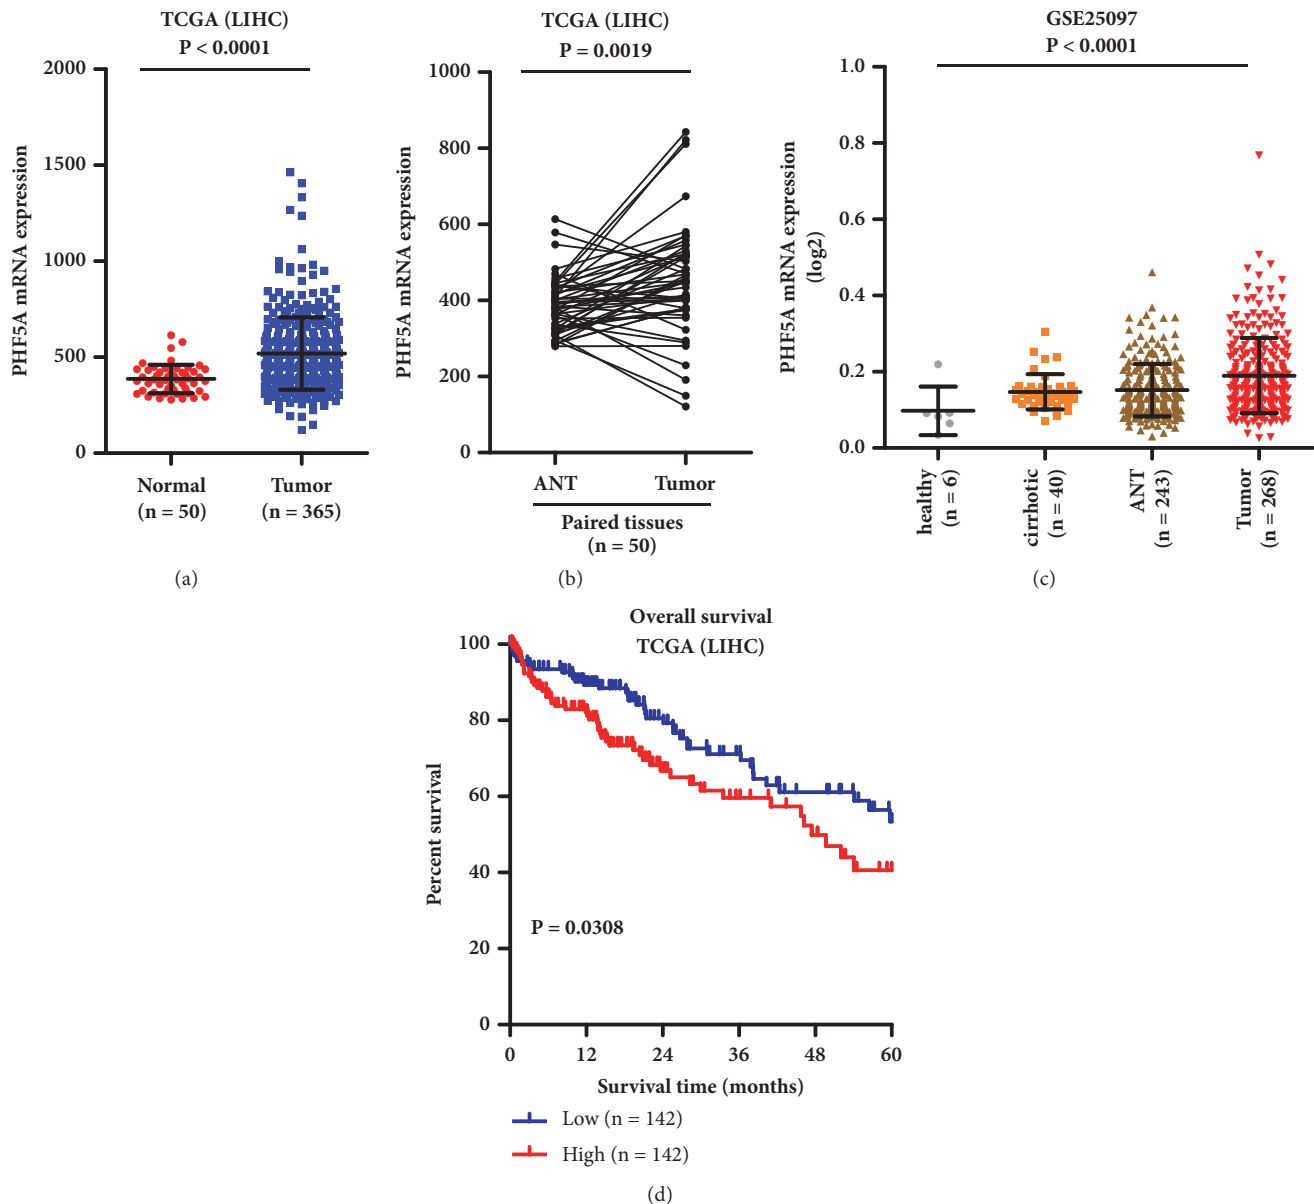 TCGA (LIHC)
P < 0.0001
PHF5A mRNA expression
2000
1500
1000
500
0
Normal
(n = 50)
Tumor
(n = 365)
(a)
TCGA (LIHC)
P = 0.0019
PHF5A mRNA expression
1000
800
600
400
200
0
ANT
Tumor
Paired tissues
(n = 50)
(b)
GSE25097
P < 0.0001
PHF5A mRNA expression
(log2)
1.0
0.8
0.6
0.4
0.2
0.0
healthy
(n = 6)
cirrhotic
(n = 40)
ANT
(n = 243)
Tumor
(n = 268)
(c)
Overall survival
TCGA (LIHC)
Percent survival
100
80
60
40
20
0
P = 0.0308
0 12 24 36 48 60
Survival time (months)
Low (n = 142)
High (n = 142)
(d)